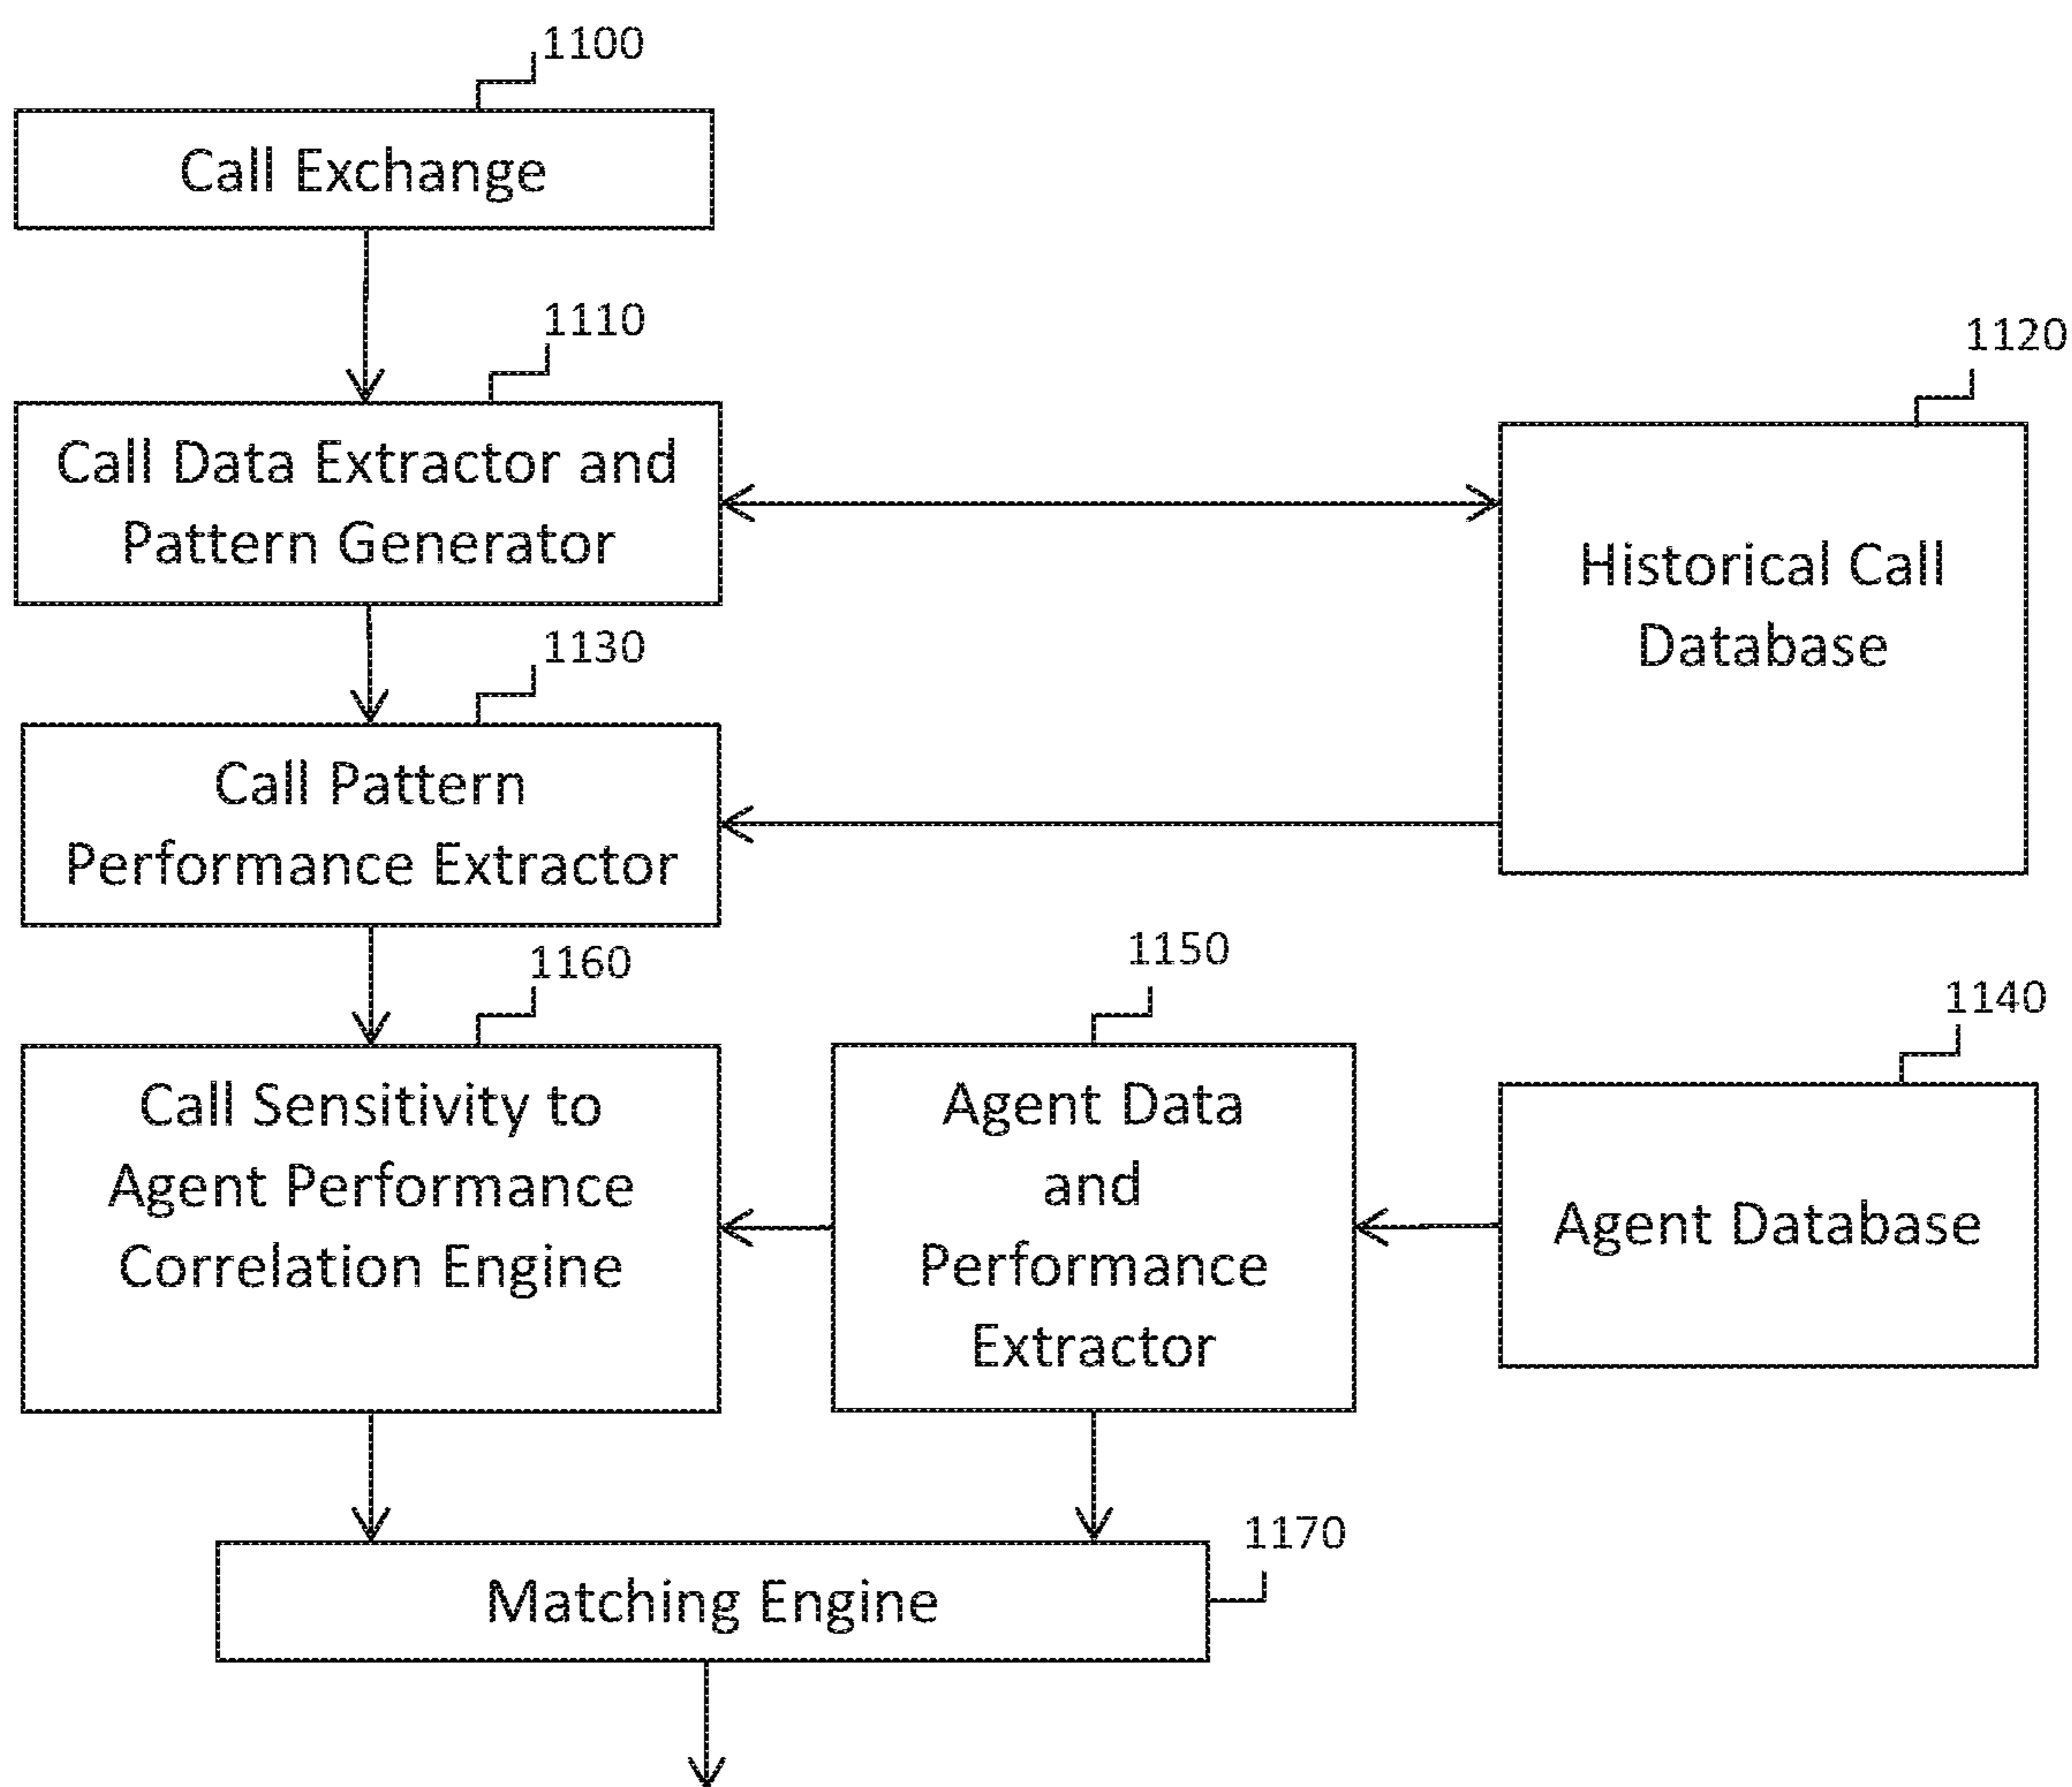 1100
Call Exchange
1110
1120
Call Data Extractor and
Pattern Generator
Historical Call
Database
1130
Call Pattern
Performance Extractor
1160
1150
1140
Call Sensitivity to
Agent Performance
Correlation Engine
Agent Data
and
Performance
Extractor
Agent Database
1170
Matching Engine